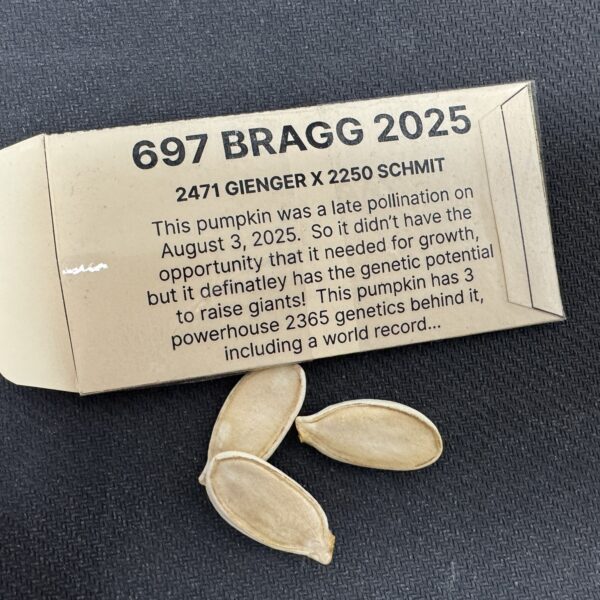 697 BRAGG 2025
2471 GIENGER X 2250 SCHMIT
This pumpkin was a late pollination on
August 3, 2025. So it didn't have the
opportunity that it needed for growth,
but it definatley has the genetic potential
to raise giants! This pumpkin has 3
powerhouse 2365 genetics behind it,
including a world record...